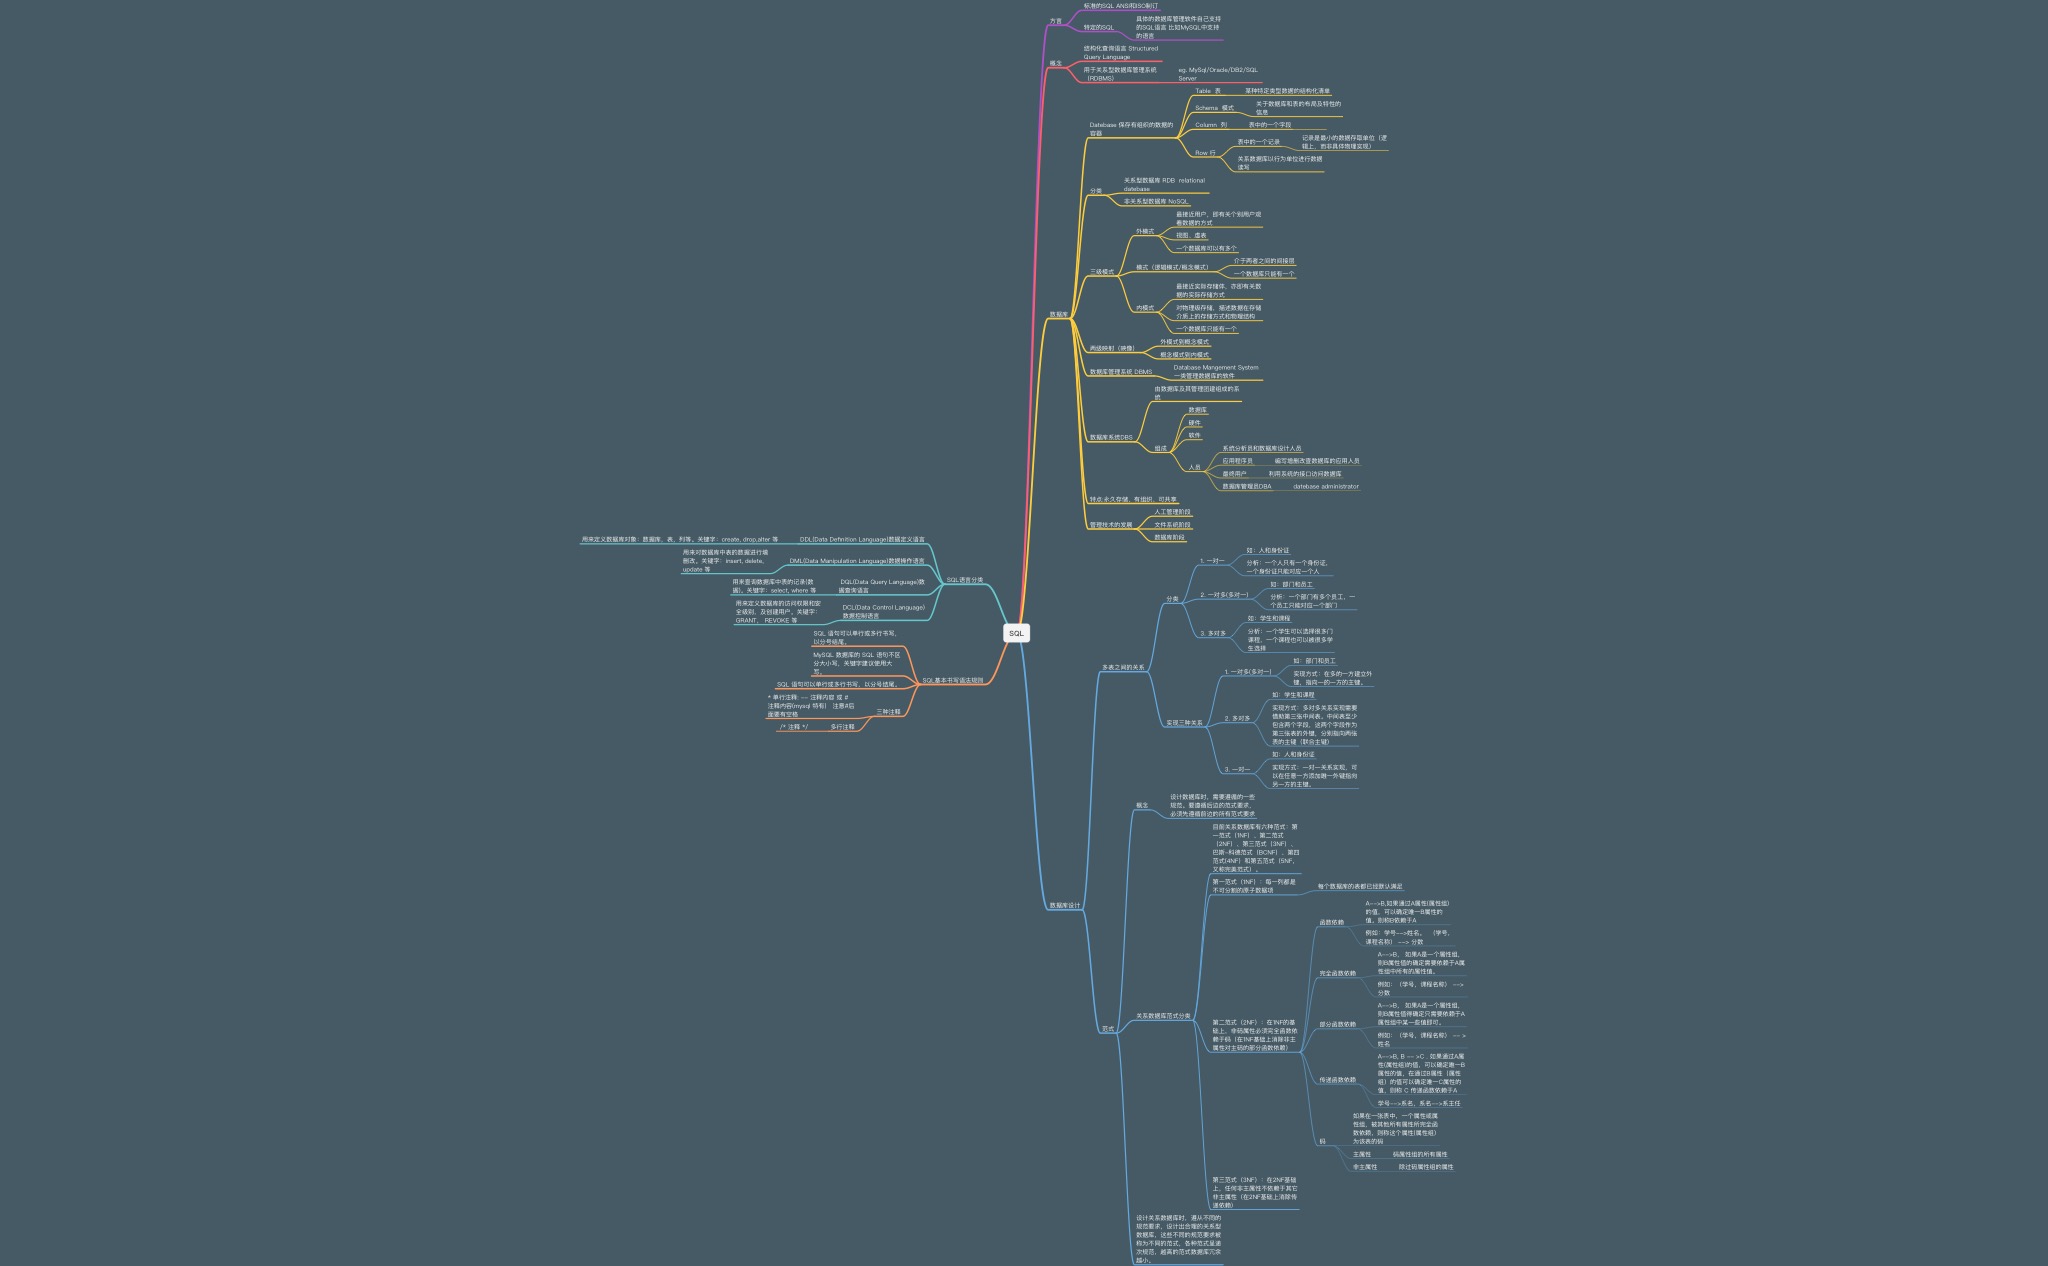 方言
标准的SQL ANSI和ISO制订
特定的SQL
具体的数据库管理软件自己支持
的SQL语言 比如MySQL中支持
的语言
概念
结构化查询语言 Structured
Query Language
用于关系型数据库管理系统
（RDBMS）
eg. MySql/Oracle/DB2/SQL
Server
数据库
Datebase 保存有组织的数据的
容器
Table 表
某种特定类型数据的结构化清单
Schema 模式
关于数据库和表的布局及特性的
信息
Column 列
表中的一个字段
Row 行
表中的一个记录
记录是最小的数据存取单位（逻
辑上，而非具体物理实现）
关系数据库以行为单位进行数据
读写
分类
关系型数据库 RDB relational
datebase
非关系型数据库 NoSQL
三级模式
外模式
最接近用户，即有关个别用户观
看数据的方式
视图、虚表
一个数据库可以有多个
模式（逻辑模式/概念模式）
介于两者之间的间接层
一个数据库只能有一个
内模式
最接近实际存储体，亦即有关数
据的实际存储方式
对物理级存储，描述数据在存储
介质上的存储方式和物理结构
一个数据库只能有一个
两级映射（映像）
外模式到概念模式
概念模式到内模式
数据库管理系统 DBMS
Database Mangement System
一类管理数据库的软件
数据库系统DBS
由数据库及其管理团建组成的系
统
组成
数据库
硬件
软件
人员
系统分析员和数据库设计人员
应用程序员
编写增删改查数据库的应用人员
最终用户
利用系统的接口访问数据库
数据库管理员DBA
datebase administrator
特点:永久存储、有组织、可共享
管理技术的发展
人工管理阶段
文件系统阶段
数据库阶段
SQL
SQL语言分类
DDL(Data Definition Language)数据定义语言
用来定义数据库对象：数据库，表，列等。关键字：create, drop,alter 等
DML(Data Manipulation Language)数据操作语言
用来对数据库中表的数据进行增
删改。关键字：insert, delete,
update 等
DQL(Data Query Language)数
据查询语言
用来查询数据库中表的记录(数
据)。关键字：select, where 等
DCL(Data Control Language)
数据控制语言
用来定义数据库的访问权限和安
全级别，及创建用户。关键字：
GRANT， REVOKE 等
SQL基本书写语法规则
SQL 语句可以单行或多行书写，
以分号结尾。
MySQL 数据库的 SQL 语句不区
分大小写，关键字建议使用大
写。
SQL 语句可以单行或多行书写，以分号结尾。
三种注释
* 单行注释: -- 注释内容 或 #
注释内容(mysql 特有) 注意#后
面要有空格
多行注释
/* 注释 */
数据库设计
多表之间的关系
分类
1. 一对一
如：人和身份证
分析：一个人只有一个身份证，
一个身份证只能对应一个人
2. 一对多(多对一)
如：部门和员工
分析：一个部门有多个员工，一
个员工只能对应一个部门
3. 多对多
如：学生和课程
分析：一个学生可以选择很多门
课程，一个课程也可以被很多学
生选择
实现三种关系
1. 一对多(多对一)
如：部门和员工
实现方式：在多的一方建立外
键，指向一的一方的主键。
2. 多对多
如：学生和课程
实现方式：多对多关系实现需要
借助第三张中间表。中间表至少
包含两个字段，这两个字段作为
第三张表的外键，分别指向两张
表的主键（联合主键）
3. 一对一
如：人和身份证
实现方式：一对一关系实现，可
以在任意一方添加唯一外键指向
另一方的主键。
范式
概念
设计数据库时，需要遵循的一些
规范。要遵循后边的范式要求，
必须先遵循前边的所有范式要求
关系数据库范式分类
目前关系数据库有六种范式：第
一范式（1NF）、第二范式
（2NF）、第三范式（3NF）、
巴斯-科德范式（BCNF）、第四
范式(4NF）和第五范式（5NF，
又称完美范式）。
第一范式（1NF）：每一列都是
不可分割的原子数据项
每个数据库的表都已经默认满足
第二范式（2NF）：在1NF的基
础上，非码属性必须完全函数依
赖于码（在1NF基础上消除非主
属性对主码的部分函数依赖）
函数依赖
A-->B,如果通过A属性(属性组)
的值，可以确定唯一B属性的
值。则称B依赖于A
例如：学号-->姓名。 （学号，
课程名称） --> 分数
完全函数依赖
A-->B， 如果A是一个属性组，
则B属性值的确定需要依赖于A属
性组中所有的属性值。
例如：（学号，课程名称） -->
分数
部分函数依赖
A-->B， 如果A是一个属性组，
则B属性值得确定只需要依赖于A
属性组中某一些值即可。
例如：（学号，课程名称） -- >
姓名
传递函数依赖
A-->B, B -- >C . 如果通过A属
性(属性组)的值，可以确定唯一B
属性的值，在通过B属性（属性
组）的值可以确定唯一C属性的
值，则称 C 传递函数依赖于A
学号-->系名，系名-->系主任
码
如果在一张表中，一个属性或属
性组，被其他所有属性所完全函
数依赖，则称这个属性(属性组)
为该表的码
主属性
码属性组的所有属性
非主属性
除过码属性组的属性
第三范式（3NF）：在2NF基础
上，任何非主属性不依赖于其它
非主属性（在2NF基础上消除传
递依赖）
设计关系数据库时，遵从不同的
规范要求，设计出合理的关系型
数据库，这些不同的规范要求被
称为不同的范式，各种范式呈递
次规范，越高的范式数据库冗余
越小。